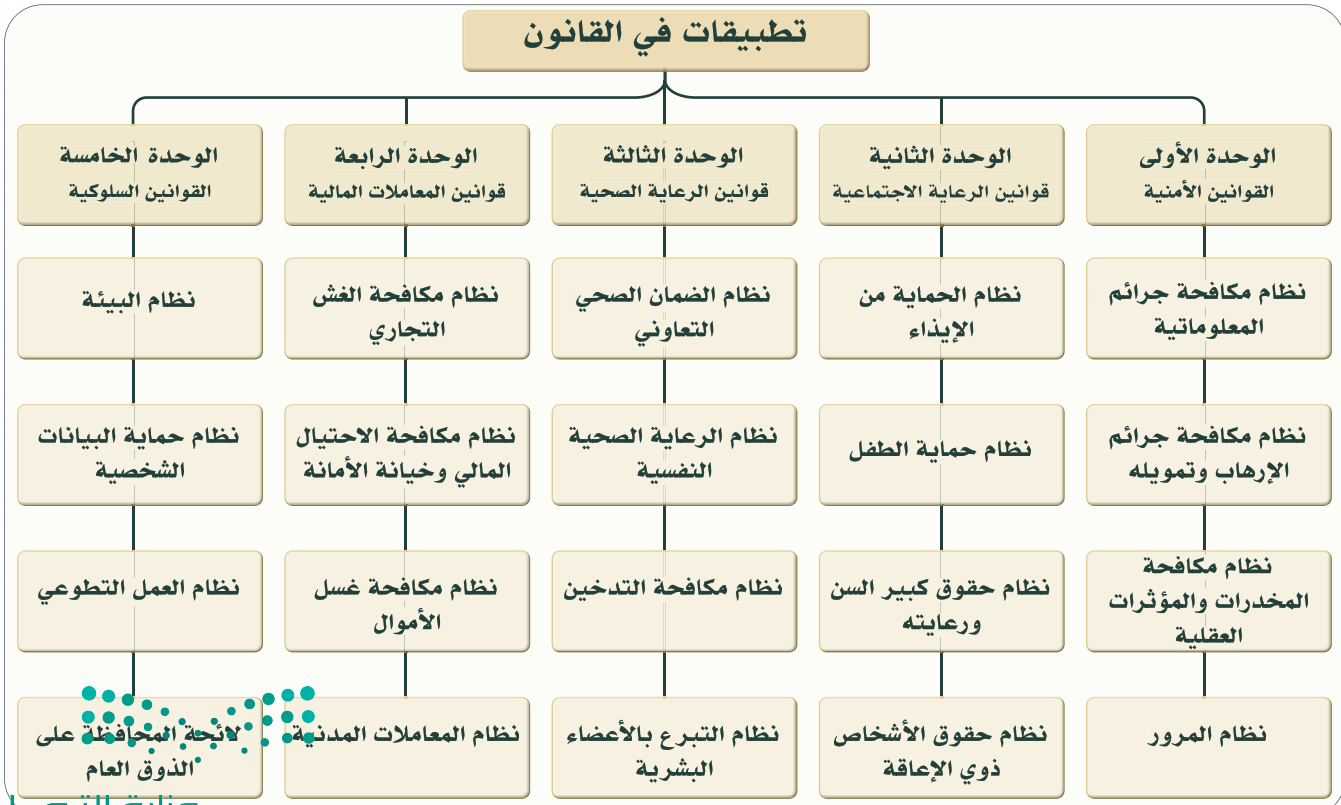 تطبيقات في القانون
الوحدة الأولى
القوانين الأمنية
نظام مكافحة جرائم
المعلوماتية
نظام مكافحة جرائم
الإرهاب وتمويله
نظام مكافحة
المخدرات والمؤثرات
العقلية
نظام المرور
الوحدة الثانية
قوانين الرعاية الاجتماعية
نظام الحماية من
الإيذاء
نظام حماية الطفل
نظام حقوق كبير السن
ورعايته
نظام حقوق الأشخاص
ذوي الإعاقة
الوحدة الثالثة
قوانين الرعاية الصحية
نظام الضمان الصحي
التعاوني
نظام الرعاية الصحية
النفسية
نظام مكافحة التدخين
نظام التبرع بالأعضاء
البشرية
الوحدة الرابعة
قوانين المعاملات المالية
نظام مكافحة الغش
التجاري
نظام مكافحة الاحتيال
المالي وخيانة الأمانة
نظام مكافحة غسل
الأموال
نظام المعاملات المدنية
الوحدة الخامسة
القوانين السلوكية
نظام البيئة
نظام حماية البيانات
الشخصية
نظام العمل التطوعي
لائحة المحافظة على
الذوق العام